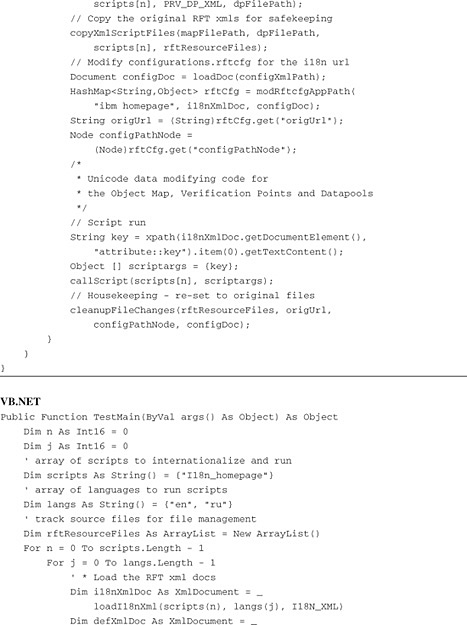 scripts[n], PRV_DP_XML, dpFilePath);
// Copy the original RFT xmls for safekeeping
copyXmlScriptFiles(mapFilePath, dpFilePath,
scripts[n], rftResourceFiles);
// Modify configurations.rftcfg for the i18n url
Document configDoc = loadDoc(configXmlPath);
HashMap<String,Object> rftCfg = modRftcfgAppPath(
"ibm homepage", i18nXmlDoc, configDoc);
String origUrl = (String)rftCfg.get("origUrl");
Node configPathNode =
(Node)rftCfg.get("configPathNode");
/*
* Unicode data modifying code for
* the Object Map, Verification Points and Datapools
*/
// Script run
String key = xpath(i18nXmlDoc.getDocumentElement(),
"attribute::key").item(0).getTextContent();
Object [] scriptargs = {key};
callScript(scripts[n], scriptargs);
// Housekeeping - re-set to original files
cleanupFileChanges(rftResourceFiles, origUrl,
configPathNode, configDoc);
}
)
}
VB.NET
Public Function TestMain(ByVal args() As Object) As Object
Dim n As Int16 = 0
Dim j As Int16 = 0
' array of scripts to internationalize and run
Dim scripts As String() = {"I18n_homepage"}
' array of languages to run scripts
Dim langs As String() = {"en", "ru"}
' track source files for file management
Dim rftResourceFiles As ArrayList = New ArrayList()
For n = 0 To scripts.Length - 1
For j = 0 To langs.Length - 1
' * Load the RFT xml docs
Dim i18nXmlDoc As XmlDocument = _
loadI18nXml(scripts(n), langs(j), I18N_XML)
Dim defXmlDoc As XmlDocument = _